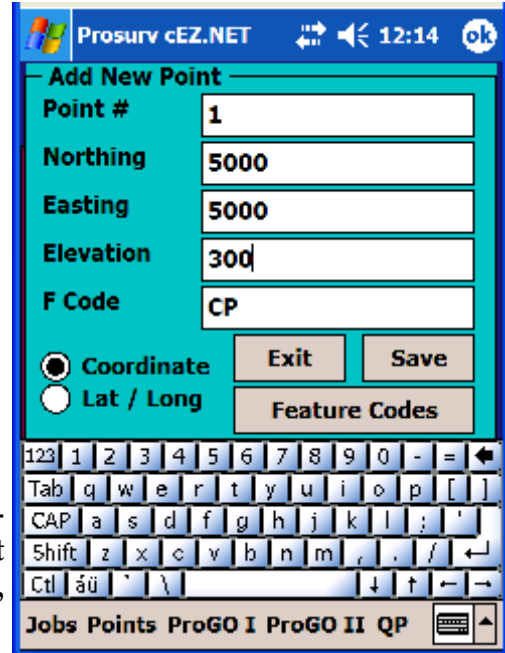 Prosurv cEZ.NET 12:14 ok
Add New Point
Point # 1
Northing 5000
Easting 5000
Elevation 300
F Code CP
Coordinate Exit Save
Lat / Long Feature Codes
123 1 2 3 4 5 6 7 8 9 0 - =
Tab q w e r t y u i o p [ ]
CAP a s d f g h j k l ; '
Shift z x c v b n m , . /
Ctl áü ` \
Jobs Points ProGO I ProGO II QP